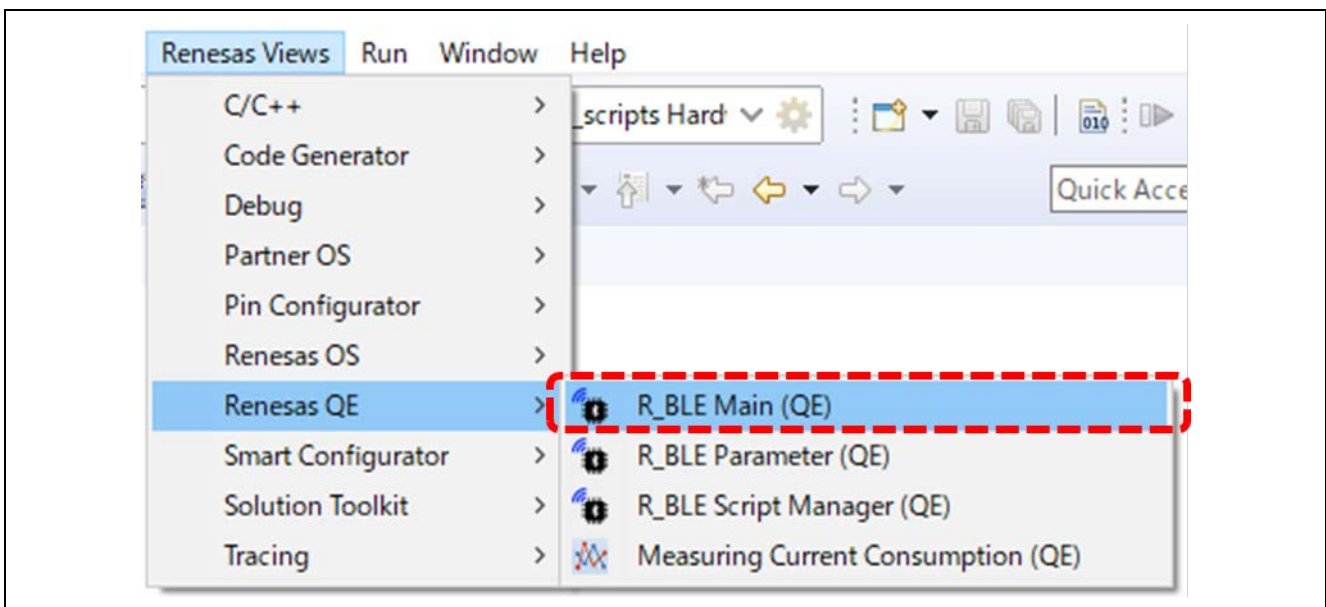 Renesas Views Run Window Help
C/C++ >
_scripts Hard
010
Code Generator >
Debug >
Quick Acce
Partner OS >
Pin Configurator >
Renesas OS >
Renesas QE >
R_BLE Main (QE)
Smart Configurator >
R_BLE Parameter (QE)
Solution Toolkit >
R_BLE Script Manager (QE)
Tracing >
Measuring Current Consumption (QE)